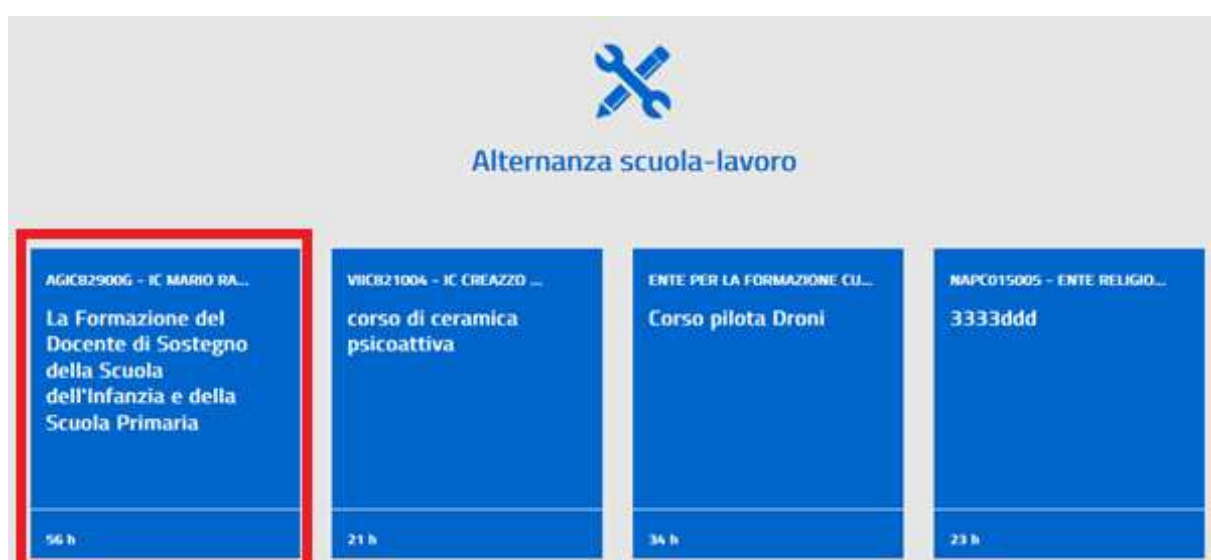 Alternanza scuola-lavoro
AGIC82900G - IC MARIO RA...
La Formazione del
Docente di Sostegno
della Scuola
dell'Infanzia e della
Scuola Primaria
56 h
VIIC821004 - IC CREAZZO ...
corso di ceramica
psicoattiva
21 h
ENTE PER LA FORMAZIONE CU...
Corso pilota Droni
34 h
NAPC015005 - ENTE RELIGIO...
3333ddd
23 h